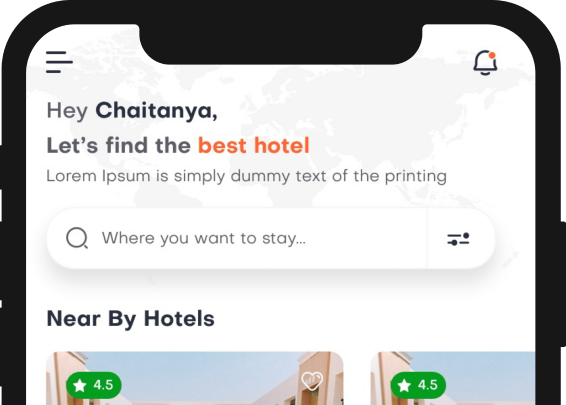 Hey Chaitanya,
Let's find the best hotel
Lorem Ipsum is simply dummy text of the printing
Where you want to stay...
Near By Hotels
4.5
4.5